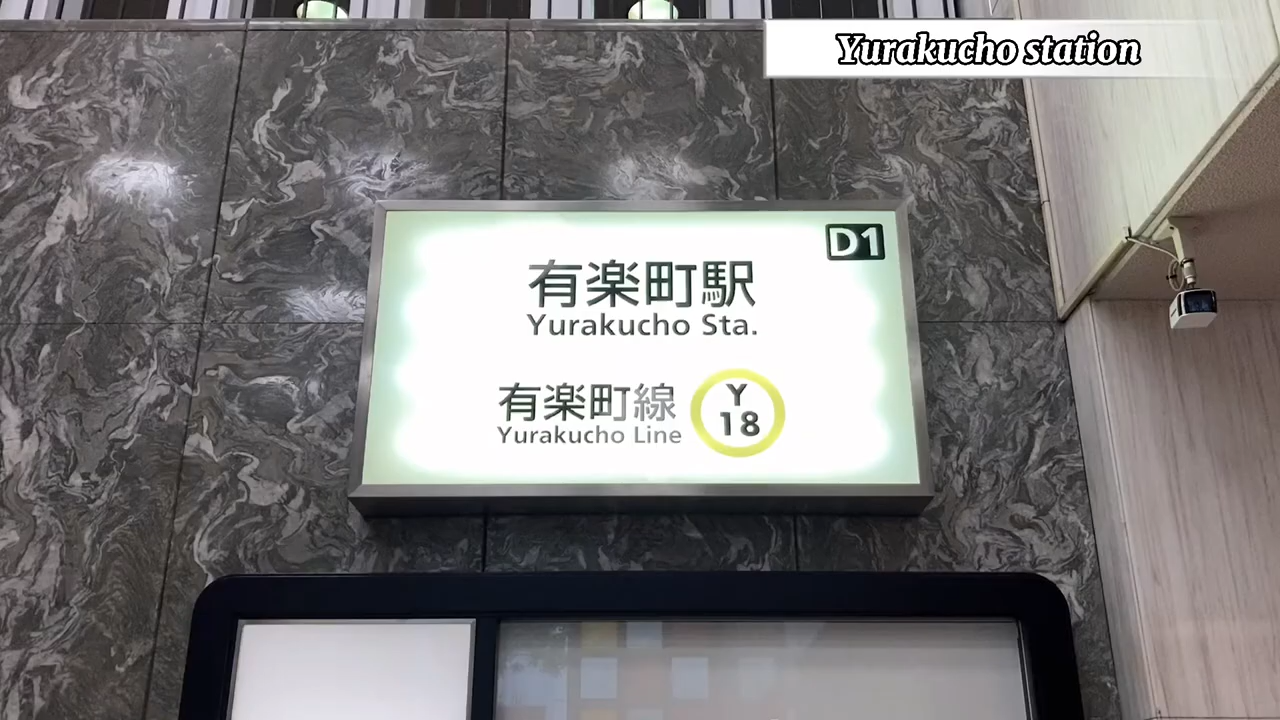 Yurakucho station
D1
有楽町駅
Yurakucho Sta.
有楽町線
Yurakucho Line
Y
18